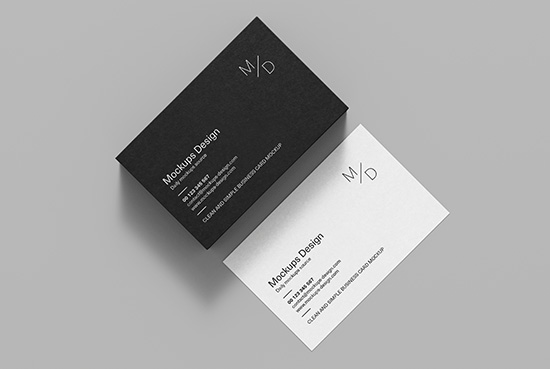 M/D
Mockups Design
Daily mockups source
00 123 345 567
contact@mockups-design.com
www.mockups-design.com
CLEAN AND SIMPLE BUSINESS CARD MOCKUP
M/D
Mockups Design
Daily mockups source
00 123 345 567
contact@mockups-design.com
www.mockups-design.com
CLEAN AND SIMPLE BUSINESS CARD MOCKUP